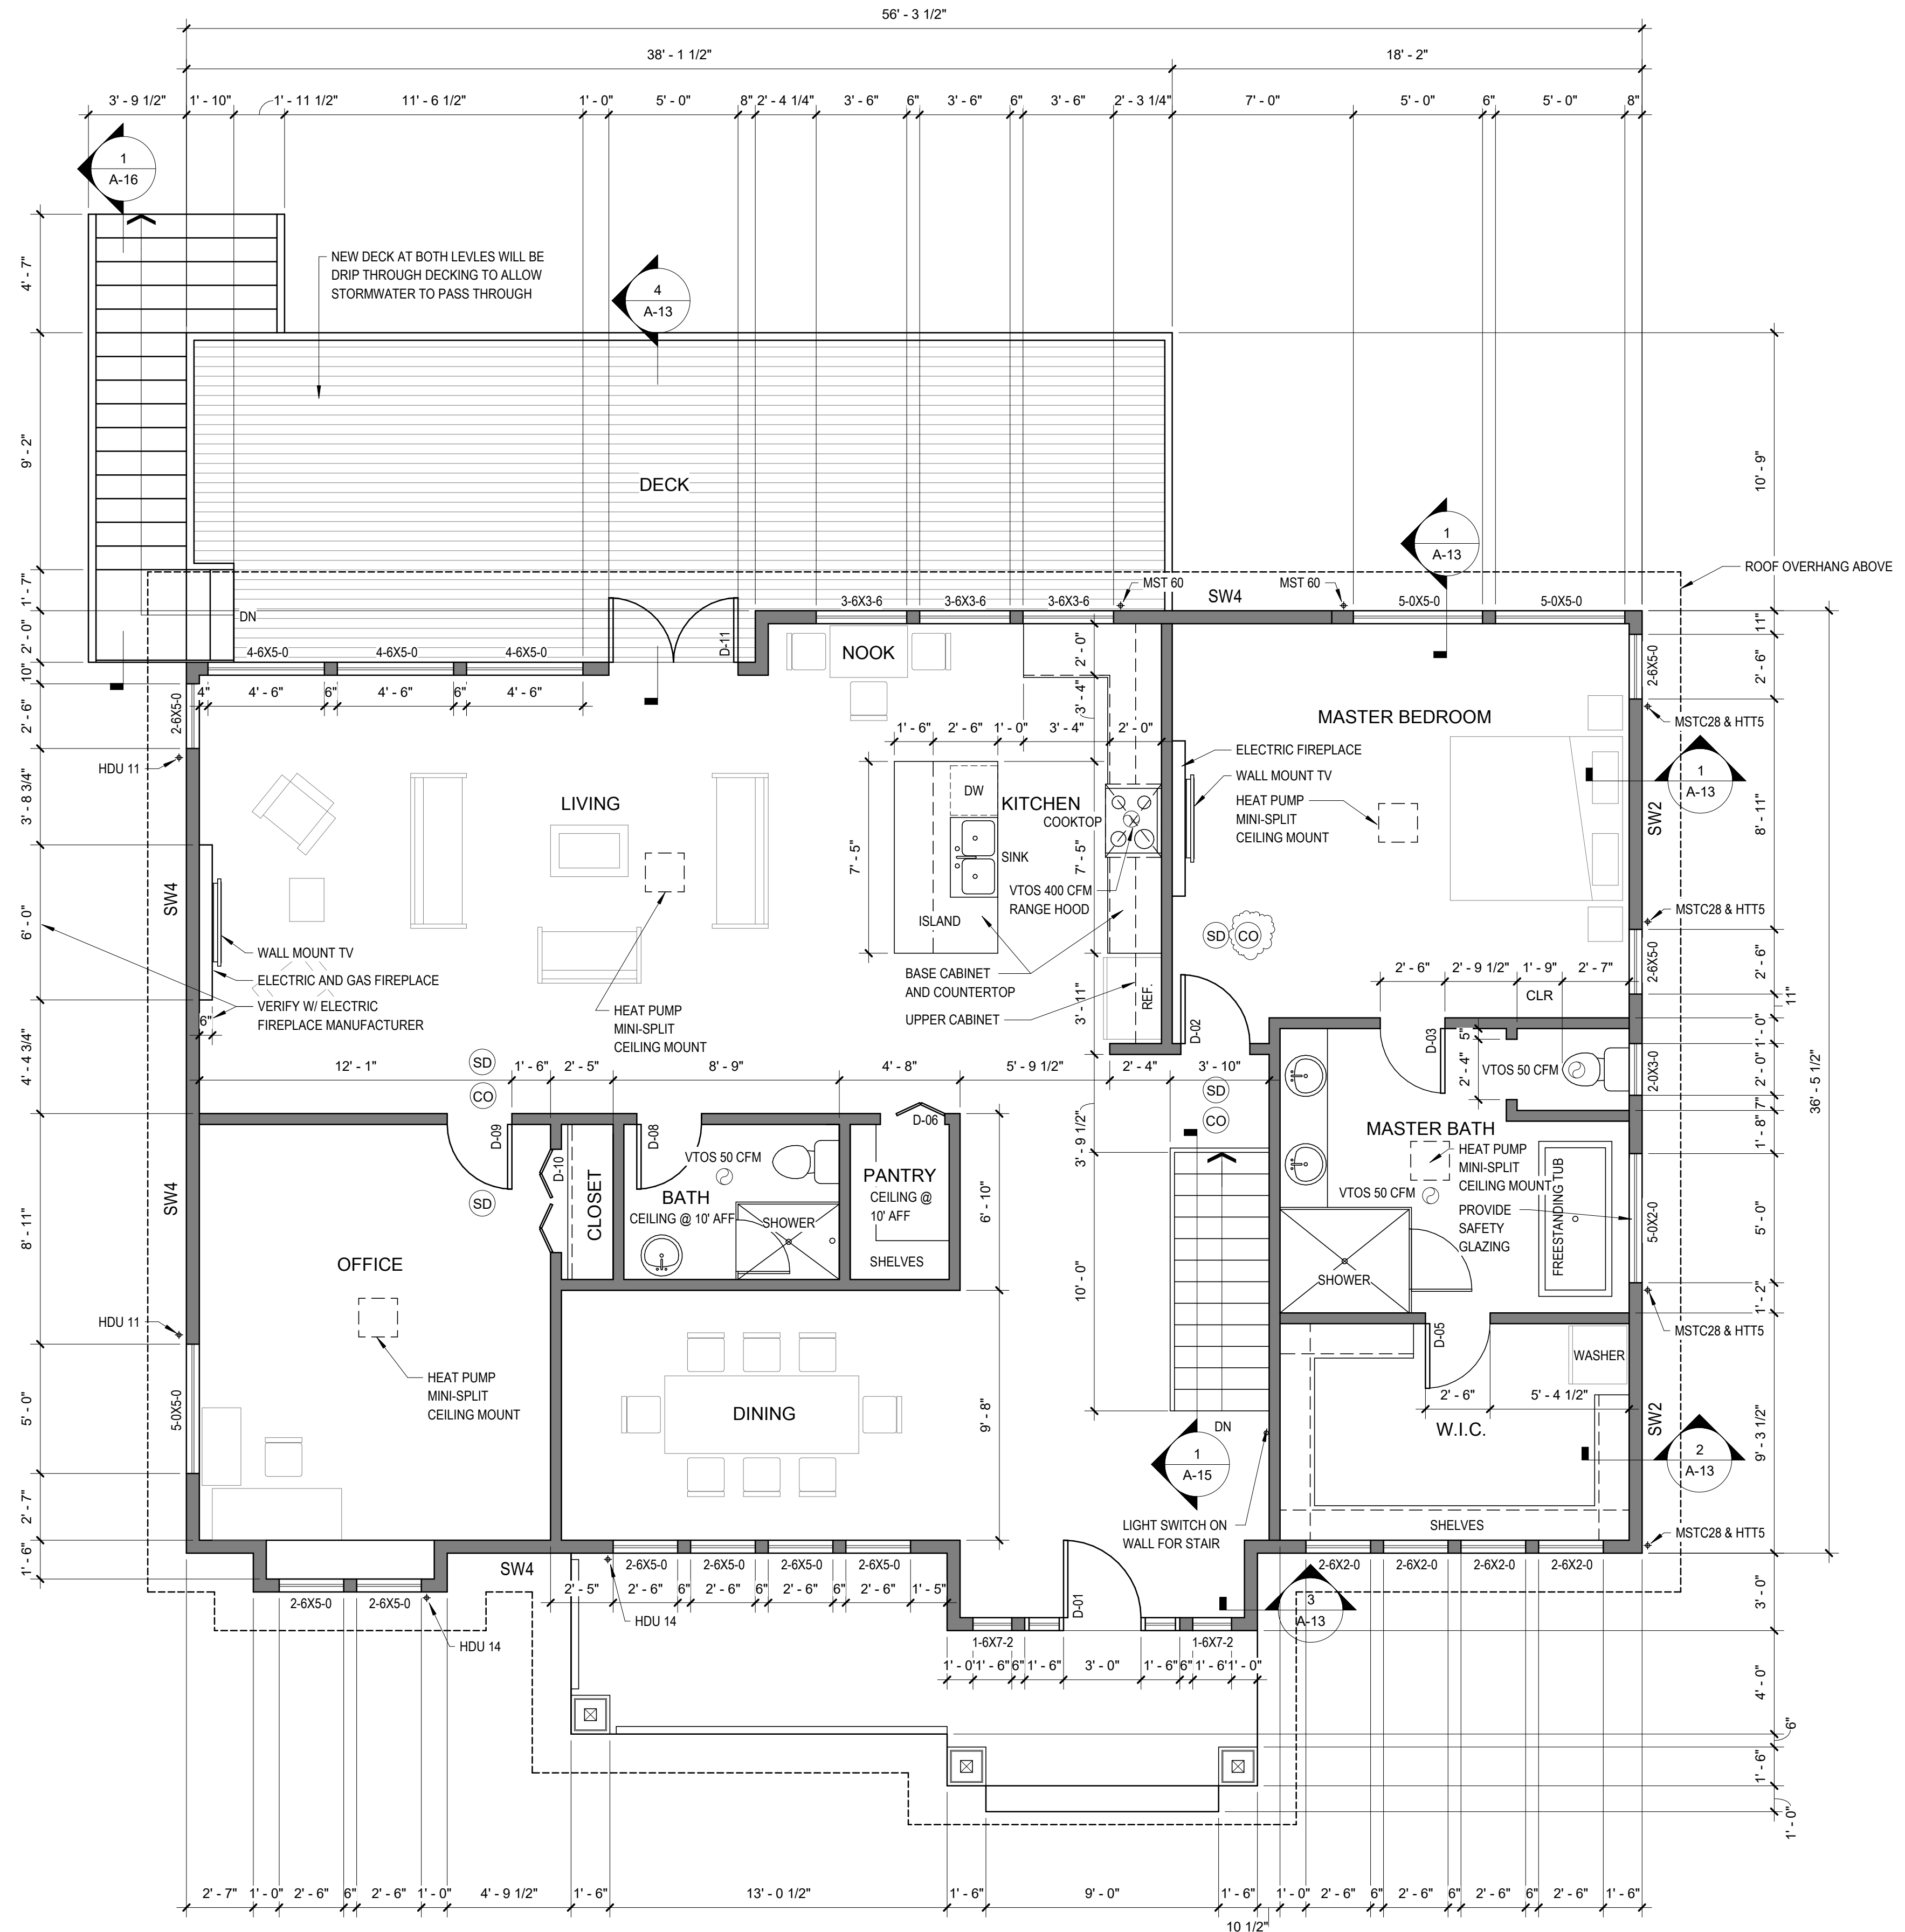 56' - 3 1/2"
38' - 1 1/2"
18' - 2"
3' - 9 1/2"
1' - 10"
1' - 11 1/2"
11' - 6 1/2"
1' - 0"
5' - 0"
8"
2' - 4 1/4"
3' - 6"
6"
3' - 6"
6"
3' - 6"
2' - 3 1/4"
7' - 0"
5' - 0"
6"
5' - 0"
8"
1
A-16
4' - 7"
NEW DECK AT BOTH LEVLES WILL BE
DRIP THROUGH DECKING TO ALLOW
STORMWATER TO PASS THROUGH
4
A-13
9' - 2"
DECK
10' - 9"
1
A-13
ROOF OVERHANG ABOVE
1' - 7"
DN
MST 60
SW4
MST 60
3-6X3-6
3-6X3-6
3-6X3-6
5-0X5-0
5-0X5-0
2' - 0"
10"
4-6X5-0
4-6X5-0
4-6X5-0
D-11
NOOK
2' - 0"
11"
2' - 6"
2-6X5-0
4"
4' - 6"
6"
4' - 6"
6"
4' - 6"
2' - 6"
2-6X5-0
3' - 4"
MASTER BEDROOM
MSTC28 & HTT5
1' - 6"
2' - 6"
1' - 0"
3' - 4"
2' - 0"
HDU 11
3' - 8 3/4"
ELECTRIC FIREPLACE
WALL MOUNT TV
HEAT PUMP
MINI-SPLIT
CEILING MOUNT
1
A-13
SW2
8' - 11"
LIVING
DW
KITCHEN
COOKTOP
SINK
7' - 5"
7' - 5"
VTOS 400 CFM
RANGE HOOD
ISLAND
SW4
6' - 0"
WALL MOUNT TV
ELECTRIC AND GAS FIREPLACE
VERIFY W/ ELECTRIC
FIREPLACE MANUFACTURER
6"
HEAT PUMP
MINI-SPLIT
CEILING MOUNT
BASE CABINET
AND COUNTERTOP
UPPER CABINET
3' - 11"
REF.
SD
CO
MSTC28 & HTT5
2-6X5-0
2' - 6"
2' - 6"
2' - 9 1/2"
1' - 9"
2' - 7"
CLR
11"
4' - 4 3/4"
D-02
D-03
5"
1' - 0"
2' - 4"
VTOS 50 CFM
2-0X3-0
2' - 0"
7"
36' - 5 1/2"
12' - 1"
SD
CO
1' - 6"
2' - 5"
8' - 9"
4' - 8"
5' - 9 1/2"
2' - 4"
3' - 10"
SD
CO
1' - 8"
D-09
D-10
D-08
D-06
3' - 9 1/2"
MASTER BATH
VTOS 50 CFM
BATH
CEILING @ 10' AFF
SHOWER
PANTRY
CEILING @
10' AFF
SHELVES
6' - 10"
CLOSET
SD
SW4
8' - 11"
HEAT PUMP
MINI-SPLIT
CEILING MOUNT
VTOS 50 CFM
PROVIDE
SAFETY
GLAZING
FREESTANDING TUB
5-0X2-0
5' - 0"
SHOWER
OFFICE
10' - 0"
1' - 2"
HDU 11
MSTC28 & HTT5
D-05
WASHER
HEAT PUMP
MINI-SPLIT
CEILING MOUNT
5' - 0"
5-0X5-0
DINING
9' - 8"
2' - 6"
5' - 4 1/2"
DN
W.I.C.
SW2
9' - 3 1/2"
1
A-15
2
A-13
2' - 7"
LIGHT SWITCH ON
WALL FOR STAIR
SHELVES
MSTC28 & HTT5
1' - 6"
SW4
2-6X5-0
2-6X5-0
2-6X5-0
2-6X5-0
2-6X2-0
2-6X2-0
2-6X2-0
2-6X2-0
2' - 5"
2' - 6"
6"
2' - 6"
6"
2' - 6"
6"
2' - 6"
1' - 5"
2-6X5-0
2-6X5-0
HDU 14
HDU 14
D-01
3
A-13
3' - 0"
1-6X7-2
1-6X7-2
1' - 0"
1' - 6"
6"
1' - 6"
3' - 0"
1' - 6"
6"
1' - 6"
1' - 0"
4' - 0"
6"
1' - 6"
1' - 0"
2' - 7"
1' - 0"
2' - 6"
6"
2' - 6"
1' - 0"
4' - 9 1/2"
1' - 6"
13' - 0 1/2"
1' - 6"
9' - 0"
1' - 6"
10 1/2"
1' - 0"
2' - 6"
6"
2' - 6"
6"
2' - 6"
6"
2' - 6"
1' - 6"